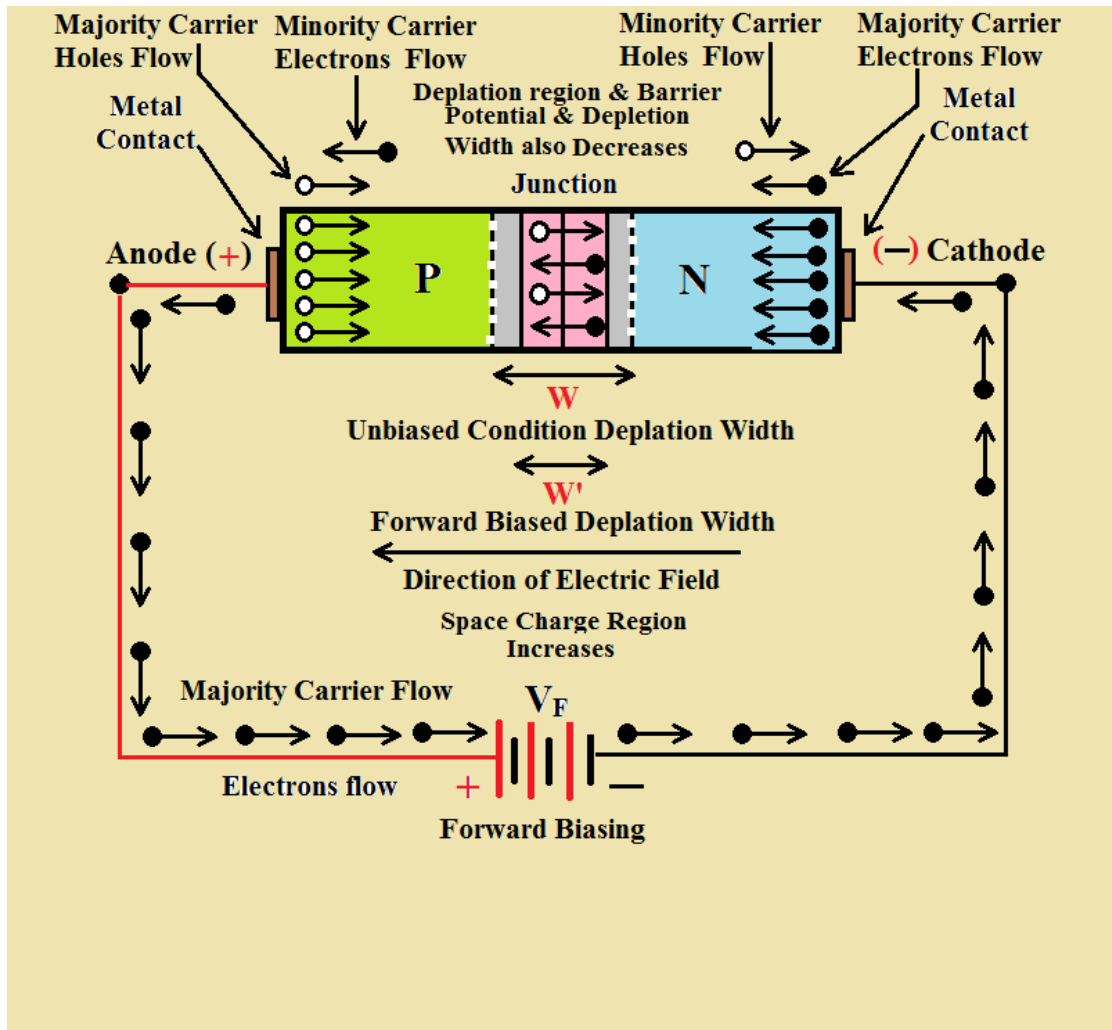 Majority Carrier
Holes Flow
Minority Carrier
Electrons Flow
Minority Carrier
Holes Flow
Majority Carrier
Electrons Flow
Metal
Contact
Deplation region & Barrier
Potential & Depletion
Width also Decreases
Metal
Contact
Junction
Anode (+)
P
N
(−) Cathode
W
Unbiased Condition Deplation Width
W'
Forward Biased Deplation Width
Direction of Electric Field
Space Charge Region
Increases
Majority Carrier Flow
VF
Electrons flow
+
−
Forward Biasing